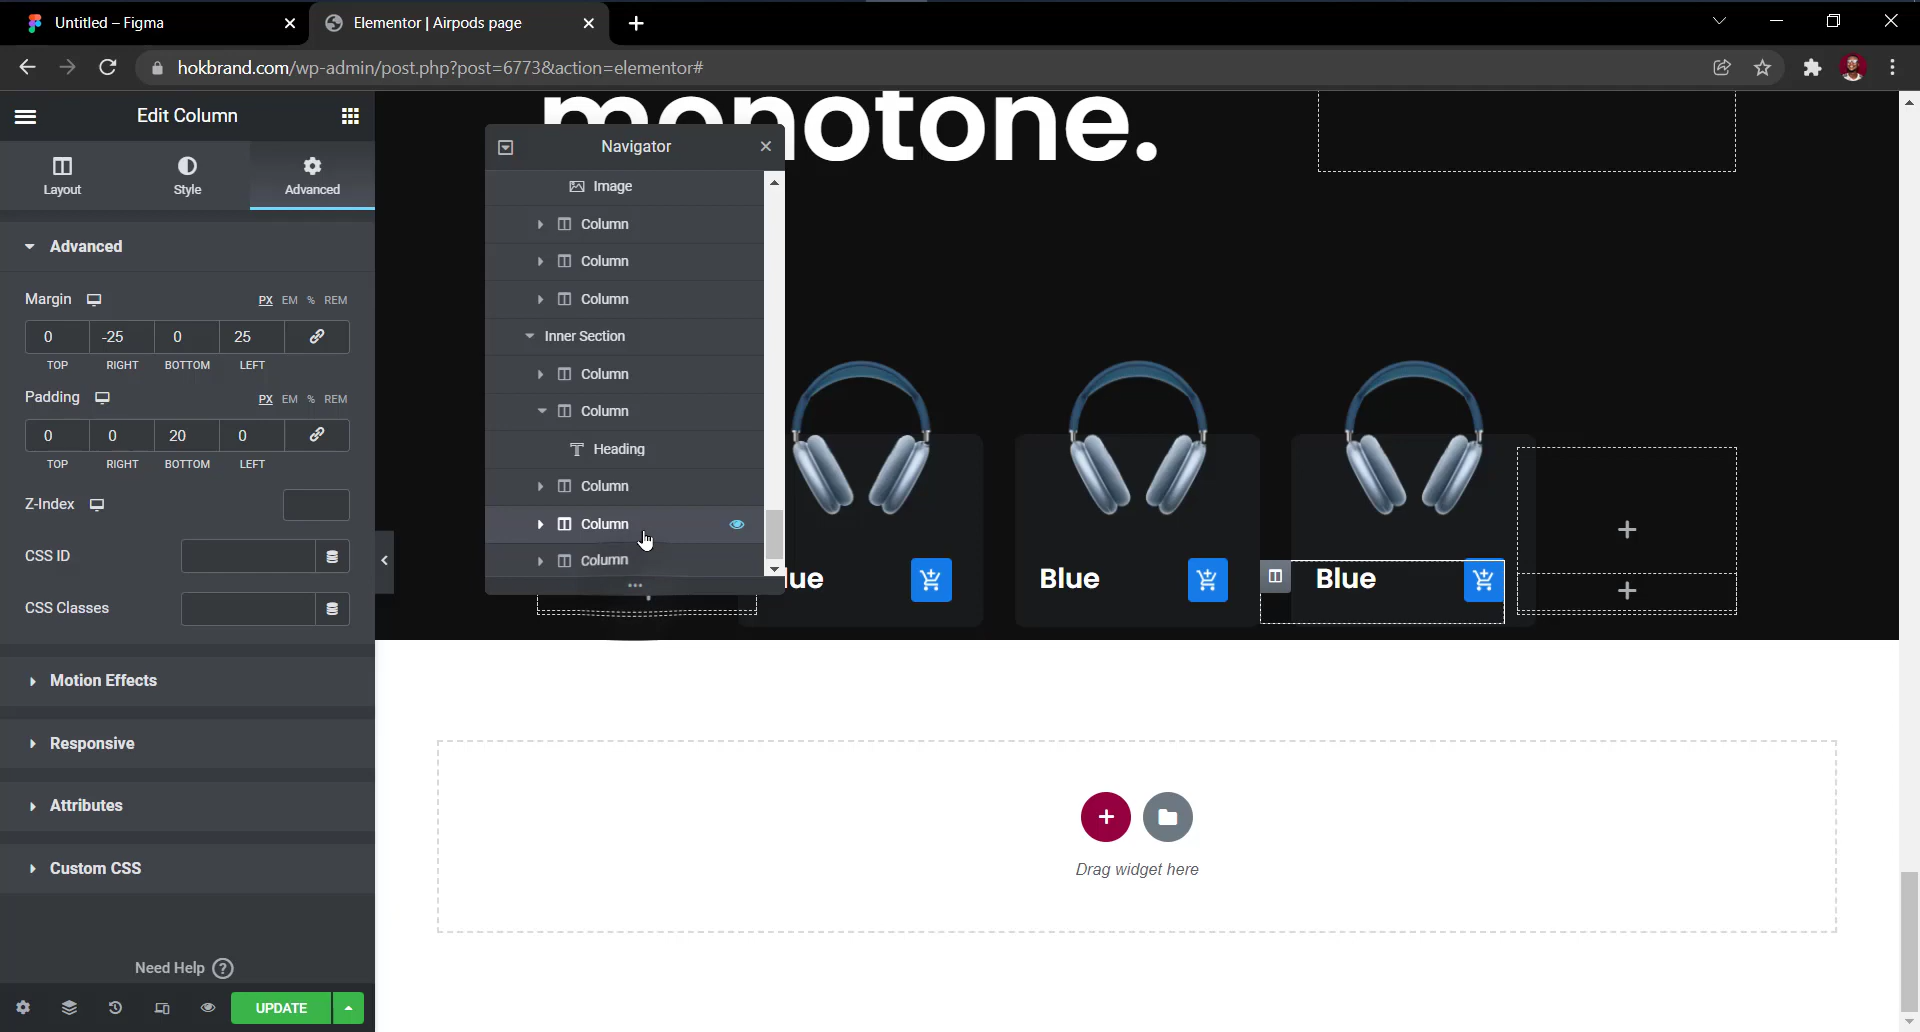 Untitled – Figma
Elementor | Airpods page
hokbrand.com/wp-admin/post.php?post=6773&action=elementor#
Edit Column
Layout
Style
Advanced
Advanced
Margin
PX EM % REM
0 -25 0 25
TOP RIGHT BOTTOM LEFT
Padding
PX EM % REM
0 0 20 0
TOP RIGHT BOTTOM LEFT
Z-Index
CSS ID
CSS Classes
Motion Effects
Responsive
Attributes
Custom CSS
Need Help ?
UPDATE
monotone.
Navigator
Image
Column
Column
Column
Inner Section
Column
Column
Heading
Column
Column
Column
lue
Blue
Blue
Drag widget here